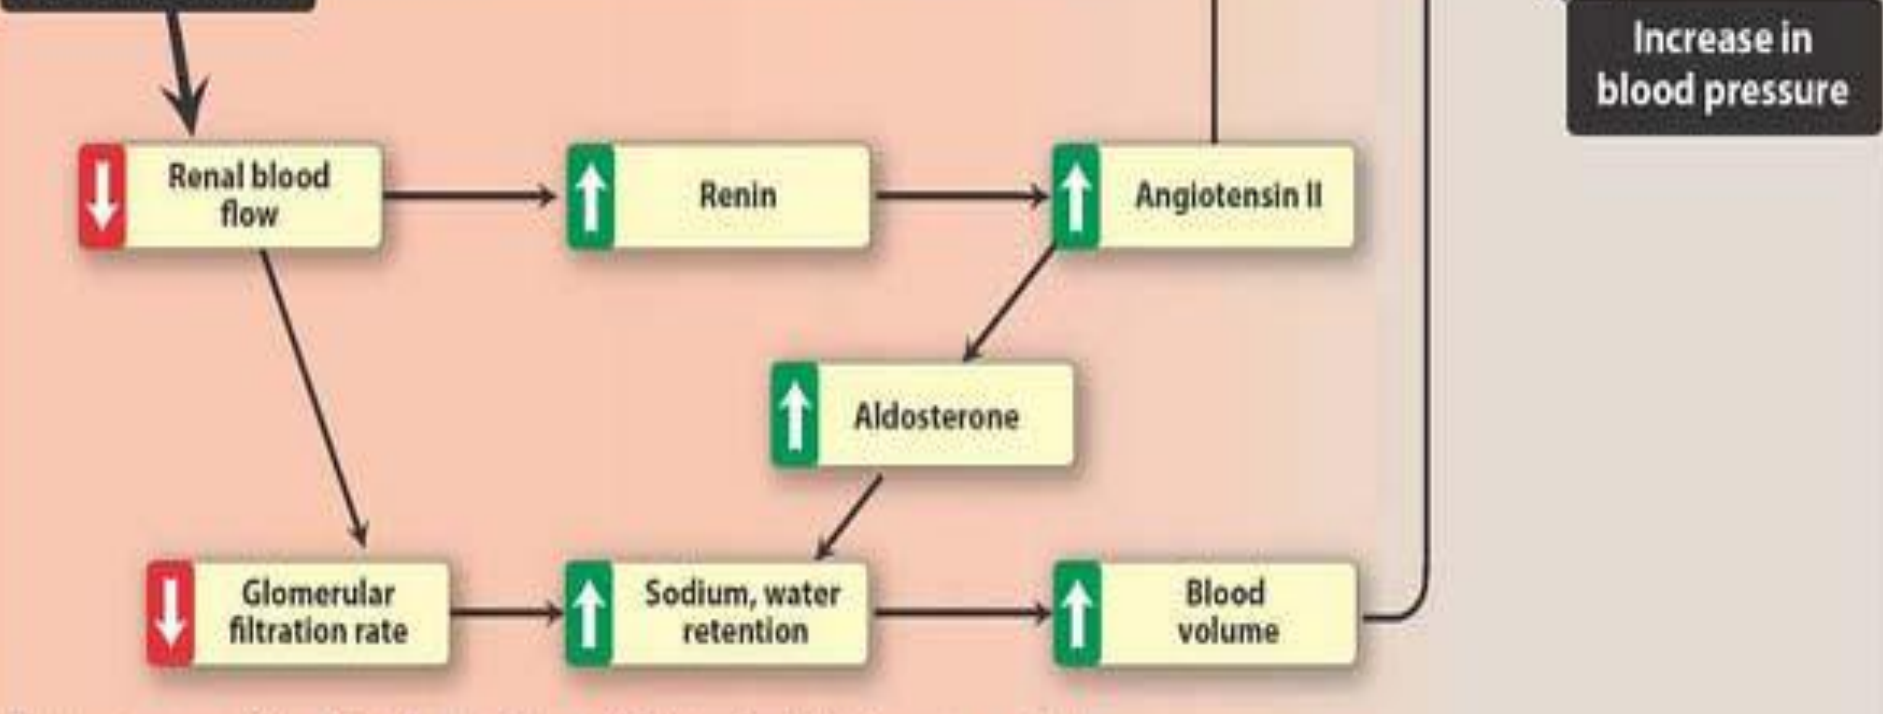 Increase in
blood pressure
Renal blood
flow
Renin
Angiotensin II
Aldosterone
Glomerular
filtration rate
Sodium, water
retention
Blood
volume